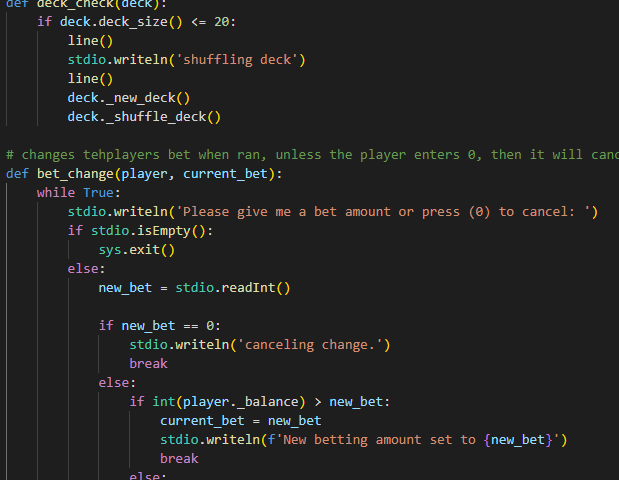 def deck_check(deck):
if deck.deck_size() <= 20:
line()
stdio.writeln('shuffling deck')
line()
deck._new_deck()
deck._shuffle_deck()
# changes tehplayers bet when ran, unless the player enters 0, then it will canc
def bet_change(player, current_bet):
while True:
stdio.writeln('Please give me a bet amount or press (0) to cancel: ')
if stdio.isEmpty():
sys.exit()
else:
new_bet = stdio.readInt()
if new_bet == 0:
stdio.writeln('canceling change.')
break
else:
if int(player._balance) > new_bet:
current_bet = new_bet
stdio.writeln(f'New betting amount set to {new_bet}')
break
else: